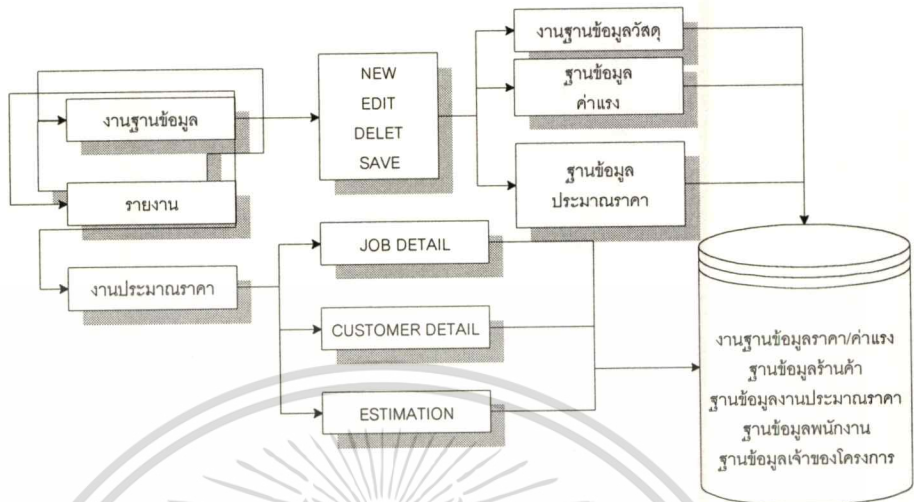 งานฐานข้อมูล
รายงาน
งานประมาณราคา
NEW
EDIT
DELET
SAVE
JOB DETAIL
CUSTOMER DETAIL
ESTIMATION
งานฐานข้อมูลวัสดุ
ฐานข้อมูล
ค่าแรง
ฐานข้อมูล
ประมาณราคา
งานฐานข้อมูลราคา/ค่าแรง
ฐานข้อมูลร้านค้า
ฐานข้อมูลงานประมาณราคา
ฐานข้อมูลพนักงาน
ฐานข้อมูลเจ้าของโครงการ